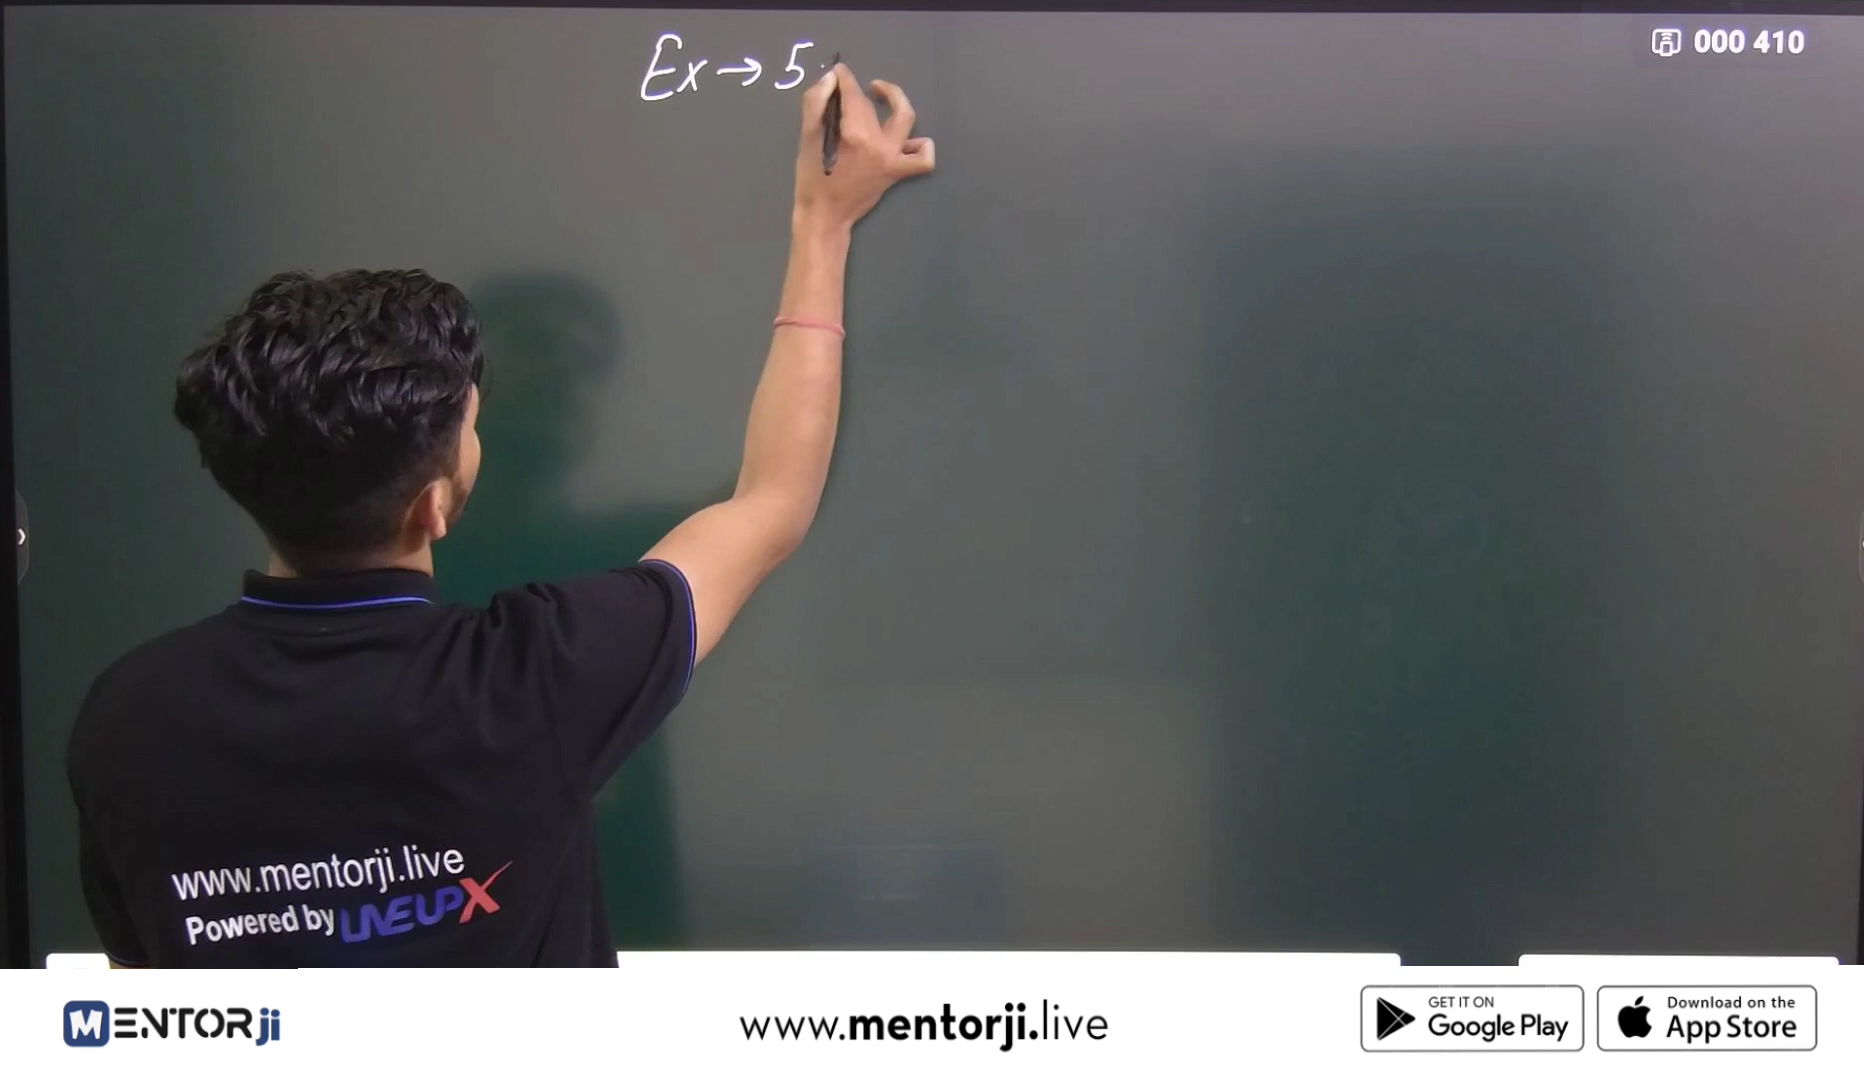 Ex → 5
000 410
www.mentorji.live
Powered by LIVEUPX
MENTORji
www.mentorji.live
GET IT ON
Google Play
Download on the
App Store